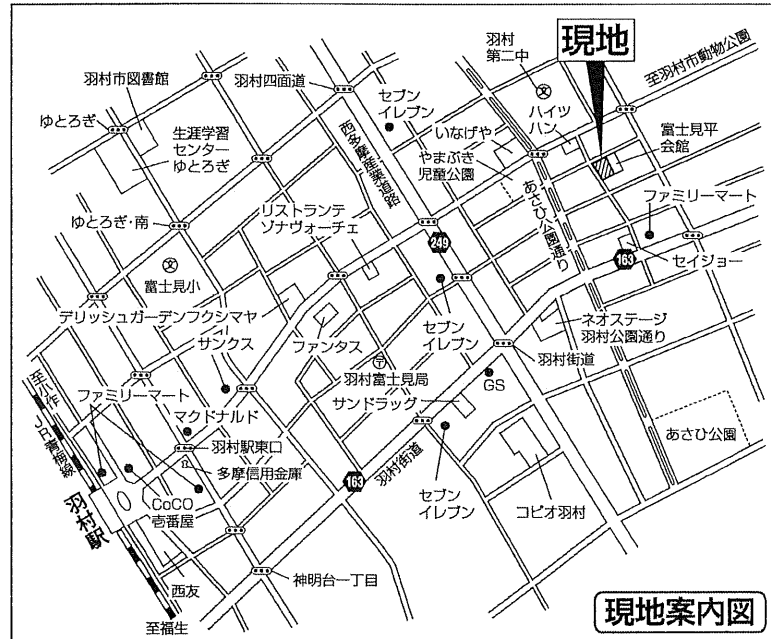 現地
羽村
第二中
至羽村市動物公園
羽村市図書館
羽村四面道
セブン
イレブン
ハイツ
ハン
ゆとろぎ
生涯学習
センター
ゆとろぎ
いなげや
やまぶき
児童公園
富士見平
会館
西多摩産業道路
あさひ公園通り
ファミリーマート
ゆとろぎ・南
リストランテ
ソナヴォーチェ
249
163
セイジョー
富士見小
デリッシュガーデンフクシマヤ
サンクス
ファンタス
セブン
イレブン
ネオステージ
羽村公園通り
羽村街道
至小作
JR青梅線
ファミリーマート
羽村富士見局
GS
マクドナルド
サンドラッグ
羽村駅東口
多摩信用金庫
あさひ公園
163
羽村街道
羽村駅
CoCo
壱番屋
セブン
イレブン
コピオ羽村
西友
神明台一丁目
至福生
現地案内図